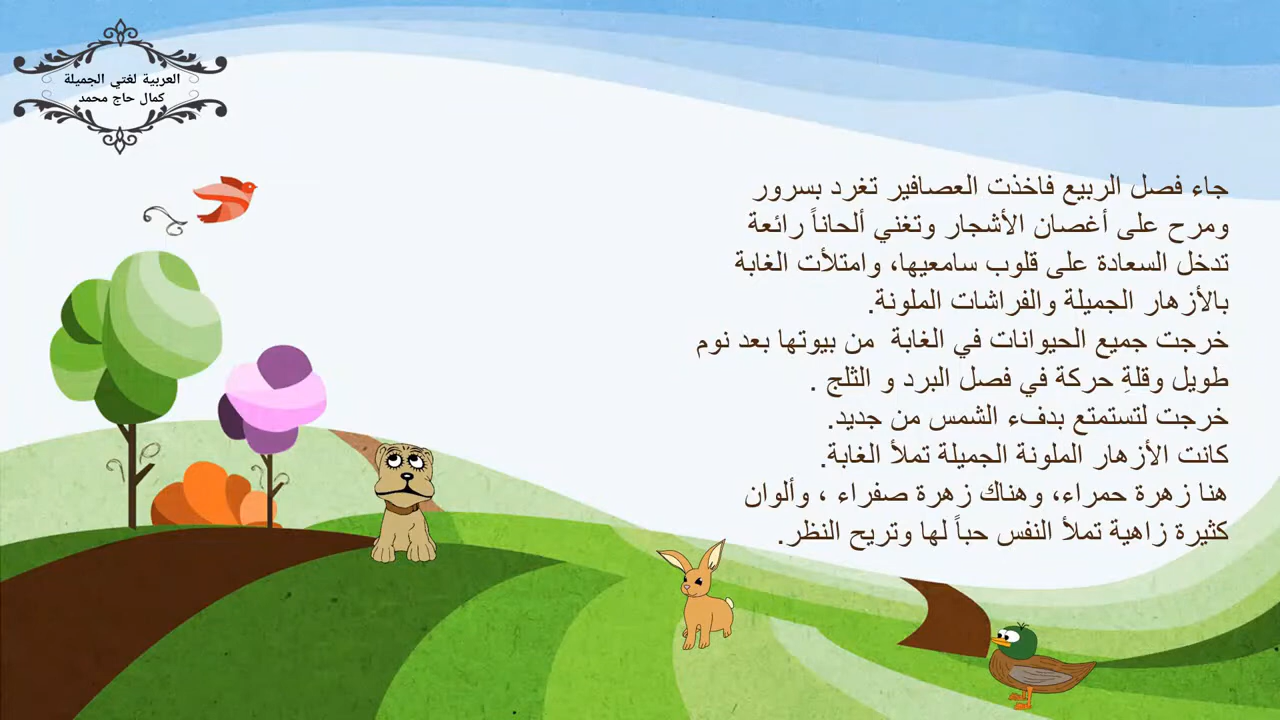 العربية لغتي الجميلة
كمال حاج محمد
جاء فصل الربيع فاخذت العصافير تغرد بسرور
ومرح على أغصان الأشجار وتغني ألحاناً رائعة
تدخل السعادة على قلوب سامعيها، وامتلأت الغابة
بالأزهار الجميلة والفراشات الملونة.
خرجت جميع الحيوانات في الغابة من بيوتها بعد نوم
طويل وقلةِ حركة في فصل البرد و الثلج .
خرجت لتستمتع بدفء الشمس من جديد.
كانت الأزهار الملونة الجميلة تملأ الغابة.
هنا زهرة حمراء، وهناك زهرة صفراء ، وألوان
كثيرة زاهية تملأ النفس حباً لها وتريح النظر.